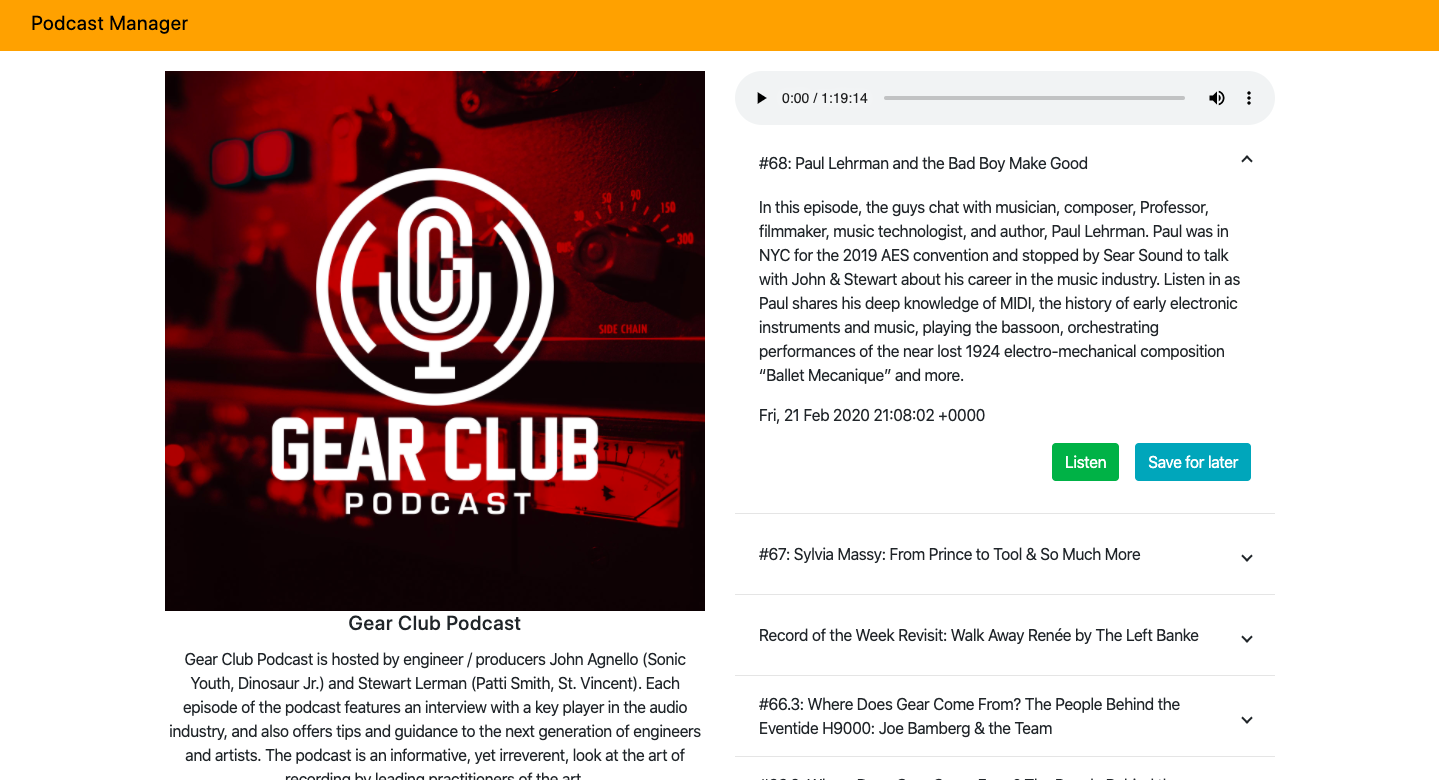 Podcast Manager
30
50
90
150
300
SIDE CHAIN
GEAR CLUB
PODCAST
Gear Club Podcast
Gear Club Podcast is hosted by engineer / producers John Agnello (Sonic
Youth, Dinosaur Jr.) and Stewart Lerman (Patti Smith, St. Vincent). Each
episode of the podcast features an interview with a key player in the audio
industry, and also offers tips and guidance to the next generation of engineers
and artists. The podcast is an informative, yet irreverent, look at the art of
recording by leading practitioners of the art.
0:00 / 1:19:14
#68: Paul Lehrman and the Bad Boy Make Good
In this episode, the guys chat with musician, composer, Professor,
filmmaker, music technologist, and author, Paul Lehrman. Paul was in
NYC for the 2019 AES convention and stopped by Sear Sound to talk
with John & Stewart about his career in the music industry. Listen in as
Paul shares his deep knowledge of MIDI, the history of early electronic
instruments and music, playing the bassoon, orchestrating
performances of the near lost 1924 electro-mechanical composition
“Ballet Mecanique” and more.
Fri, 21 Feb 2020 21:08:02 +0000
Listen
Save for later
#67: Sylvia Massy: From Prince to Tool & So Much More
Record of the Week Revisit: Walk Away Renée by The Left Banke
#66.3: Where Does Gear Come From? The People Behind the
Eventide H9000: Joe Bamberg & the Team